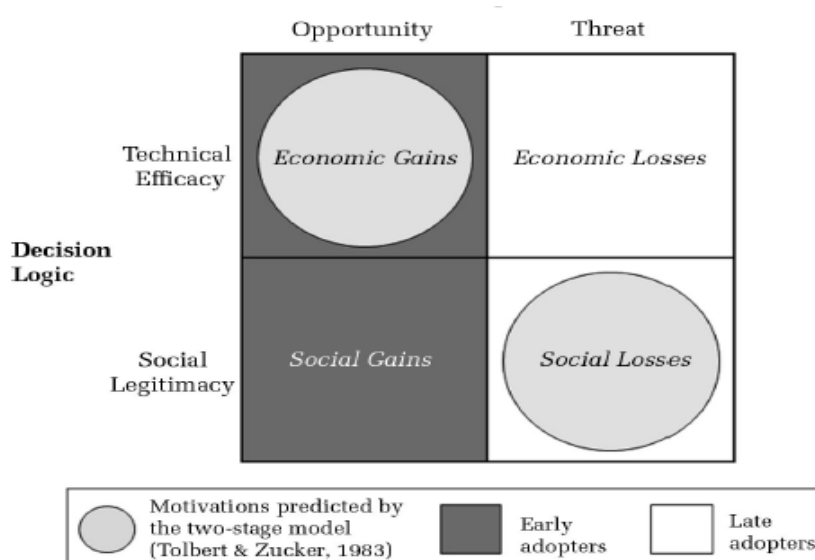 Opportunity Threat
Technical
Efficacy
Economic Gains
Economic Losses
Decision
Logic
Social
Legitimacy
Social Gains
Social Losses
Motivations predicted by
the two-stage model
(Tolbert & Zucker, 1983)
Early
adopters
Late
adopters